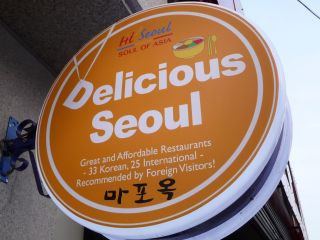 Hi Seoul
SOUL OF ASIA
Delicious
Seoul
Great and Affordable Restaurants
- 33 Korean, 25 International -
Recommended by Foreign Visitors!
마포옥